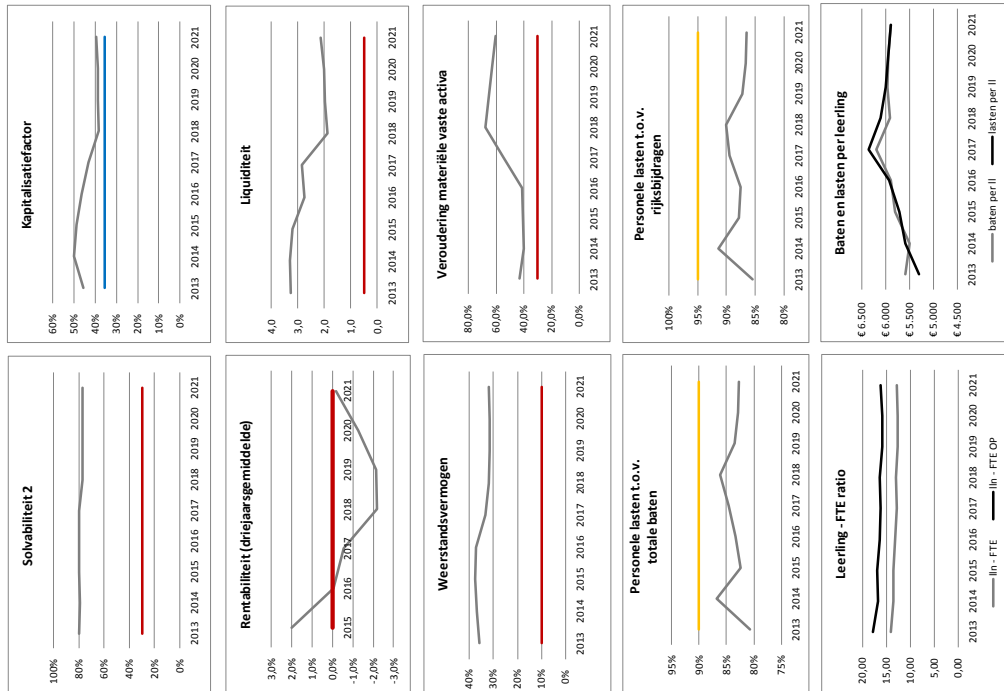 Solvabiliteit 2
80%
60%
40%
20%
0%
2013 2014 2015 2016 2017 2018 2019 2020 2021
Kapitalisatiefactor
60%
50%
40%
30%
20%
10%
0%
2013 2014 2015 2016 2017 2018 2019 2020 2021
Rentabiliteit (driejaarsgemiddelde)
3,0%
2,0%
1,0%
0,0%
-1,0%
-2,0%
-3,0%
2015 2016 2017 2018 2019 2020 2021
Liquiditeit
4,0
3,0
2,0
1,0
0,0
2013 2014 2015 2016 2017 2018 2019 2020 2021
Weerstandsvermogen
40%
30%
20%
10%
0%
2013 2014 2015 2016 2017 2018 2019 2020 2021
Veroudering materiële vaste activa
80,0%
60,0%
40,0%
20,0%
0,0%
2013 2014 2015 2016 2017 2018 2019 2020 2021
Personele lasten t.o.v.
totale baten
95%
90%
85%
80%
75%
2013 2014 2015 2016 2017 2018 2019 2020 2021
Personele lasten t.o.v.
rijksbijdragen
100%
95%
90%
85%
80%
2013 2014 2015 2016 2017 2018 2019 2020 2021
Leerling - FTE ratio
20,00
15,00
10,00
5,00
0,00
2013 2014 2015 2016 2017 2018 2019 2020 2021
lln - FTE lln - FTE OP
Baten en lasten per leerling
€ 6.500
€ 6.000
€ 5.500
€ 5.000
€ 4.500
2013 2014 2015 2016 2017 2018 2019 2020 2021
baten per ll lasten per ll